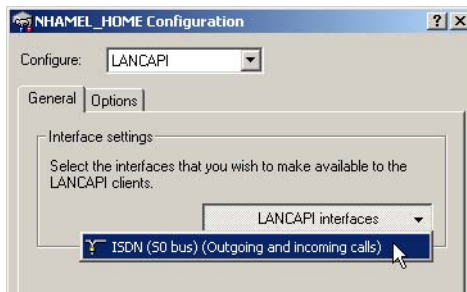 NHAMEL_HOME Configuration
Configure: LANCAPI
General Options
Interface settings
Select the interfaces that you wish to make available to the
LANCAPI clients.
LANCAPI interfaces
ISDN (S0 bus) (Outgoing and incoming calls)